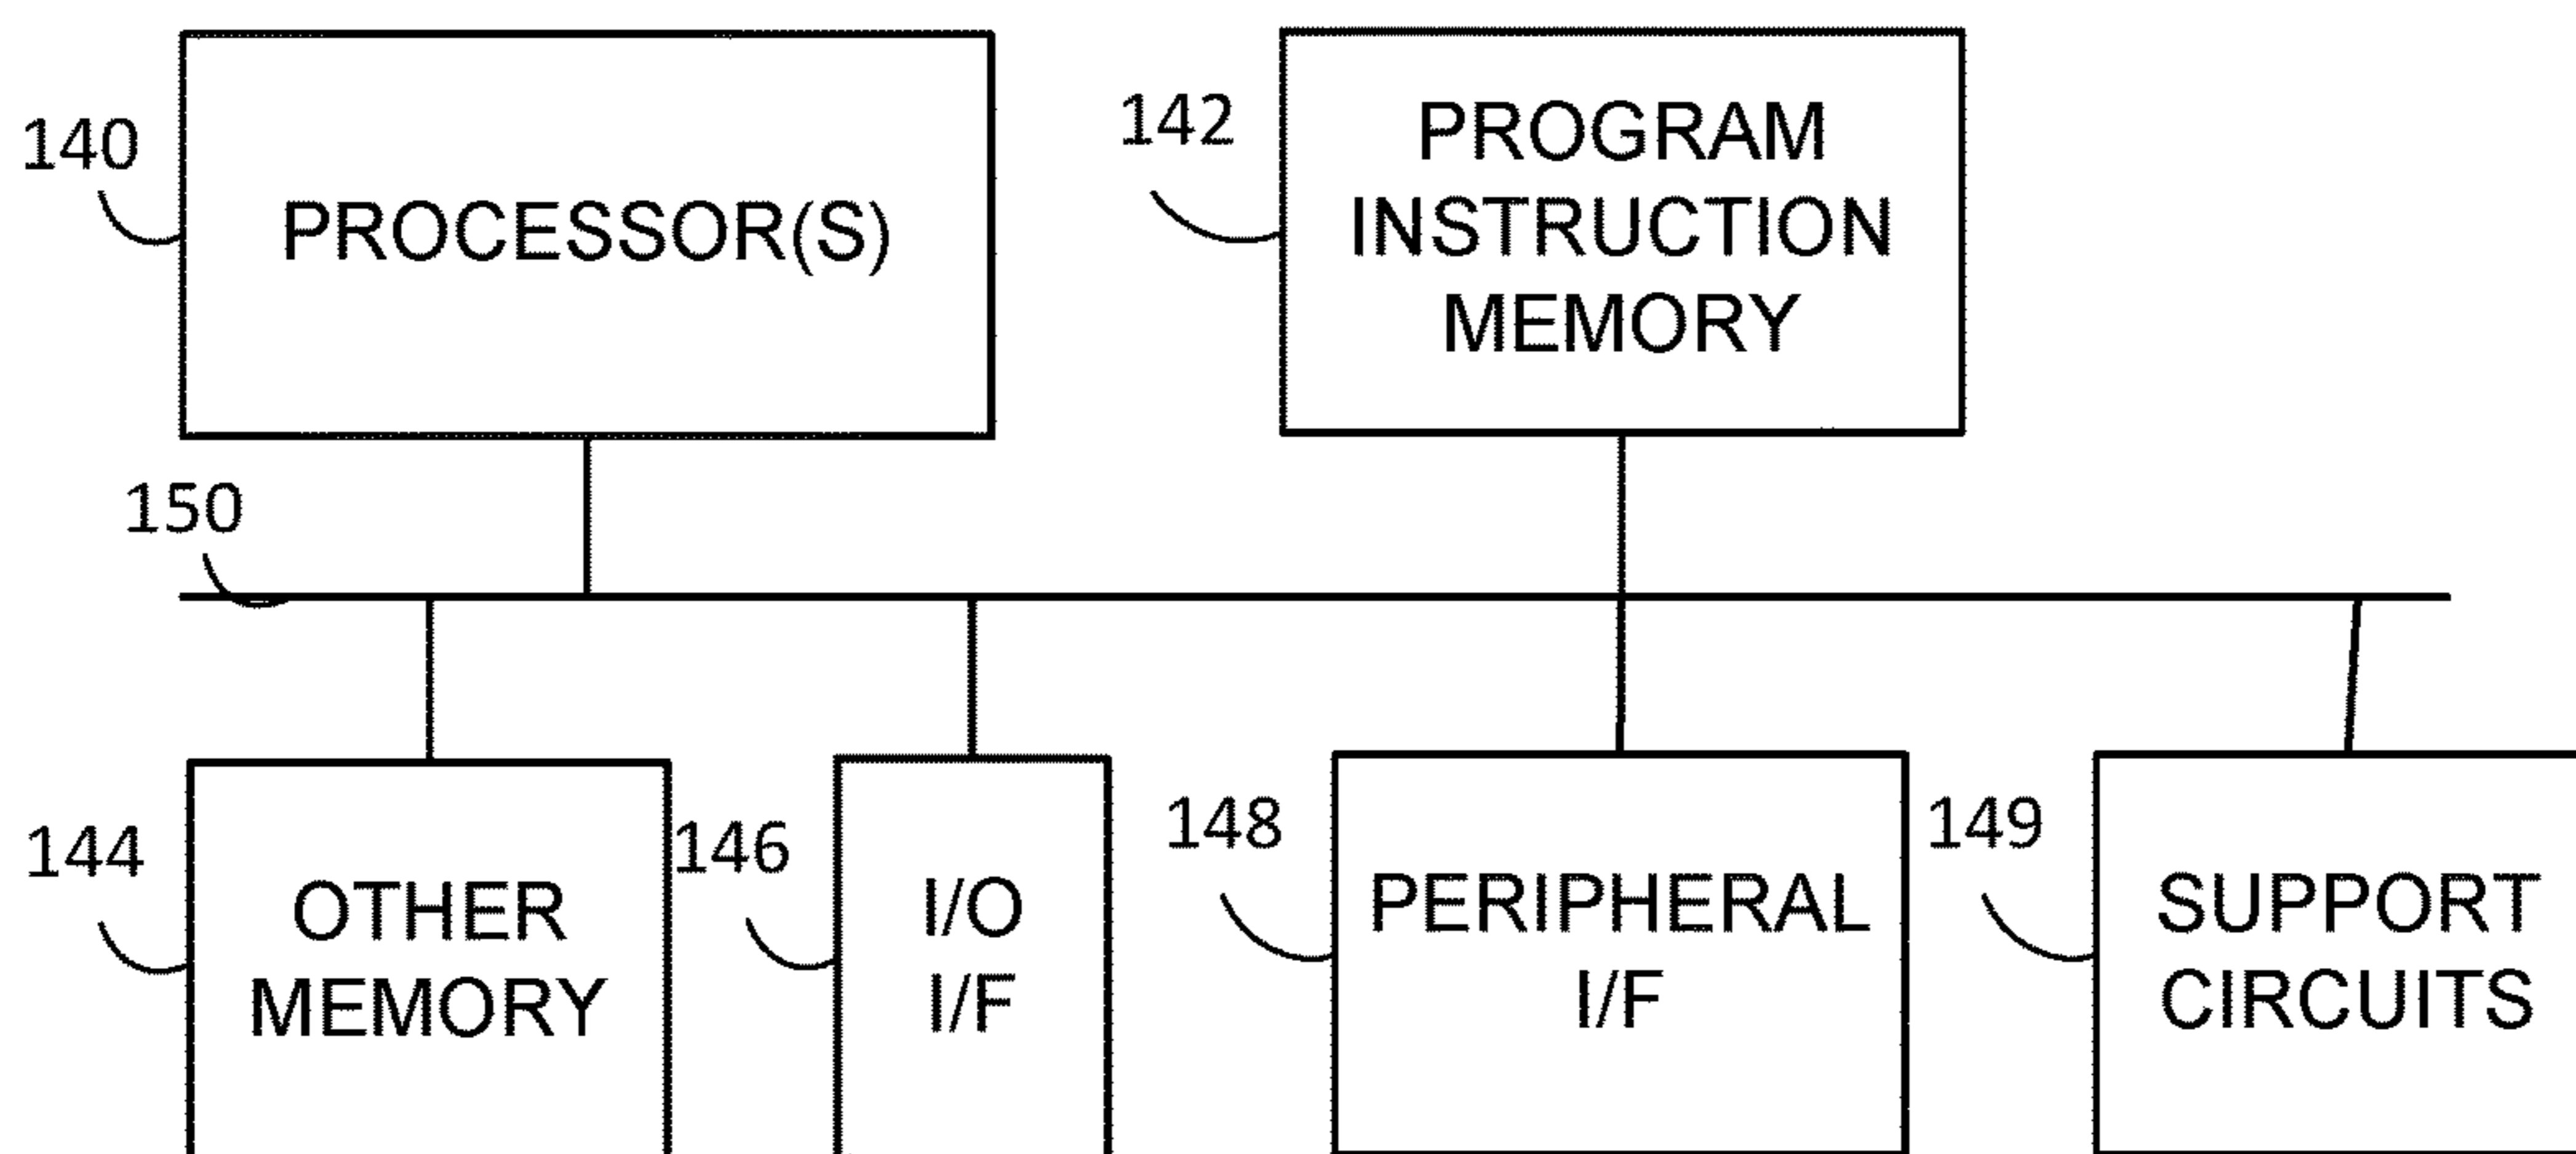 140
PROCESSOR(S)
142
PROGRAM
INSTRUCTION
MEMORY
150
144
OTHER
MEMORY
146
I/O
I/F
148
PERIPHERAL
I/F
149
SUPPORT
CIRCUITS